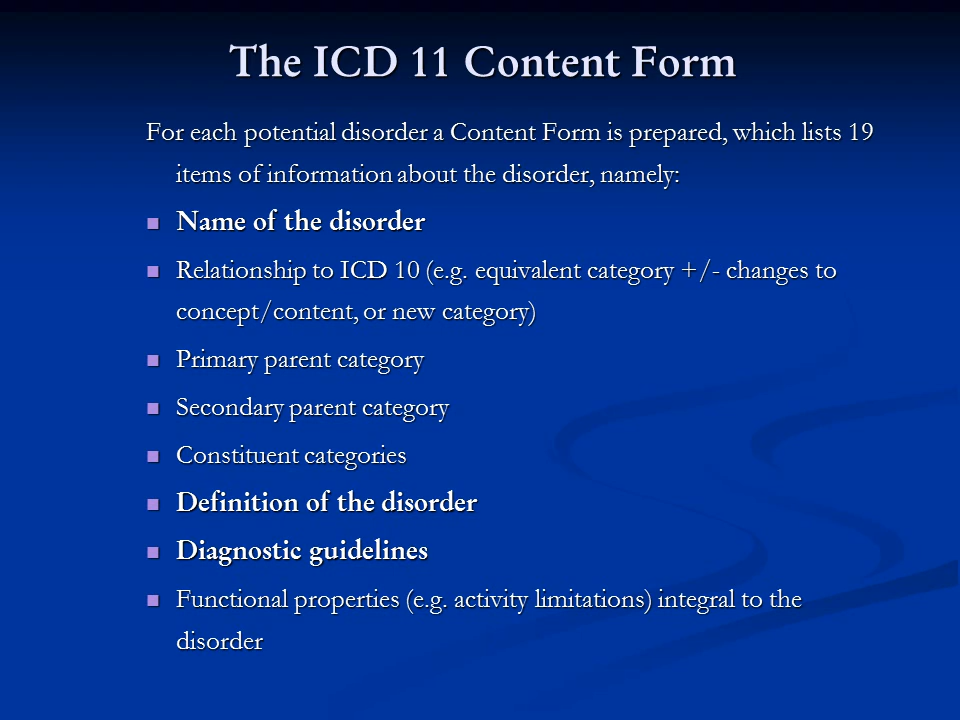 The ICD 11 Content Form
For each potential disorder a Content Form is prepared, which lists 19
items of information about the disorder, namely:
Name of the disorder
Relationship to ICD 10 (e.g. equivalent category +/- changes to
concept/content, or new category)
Primary parent category
Secondary parent category
Constituent categories
Definition of the disorder
Diagnostic guidelines
Functional properties (e.g. activity limitations) integral to the
disorder